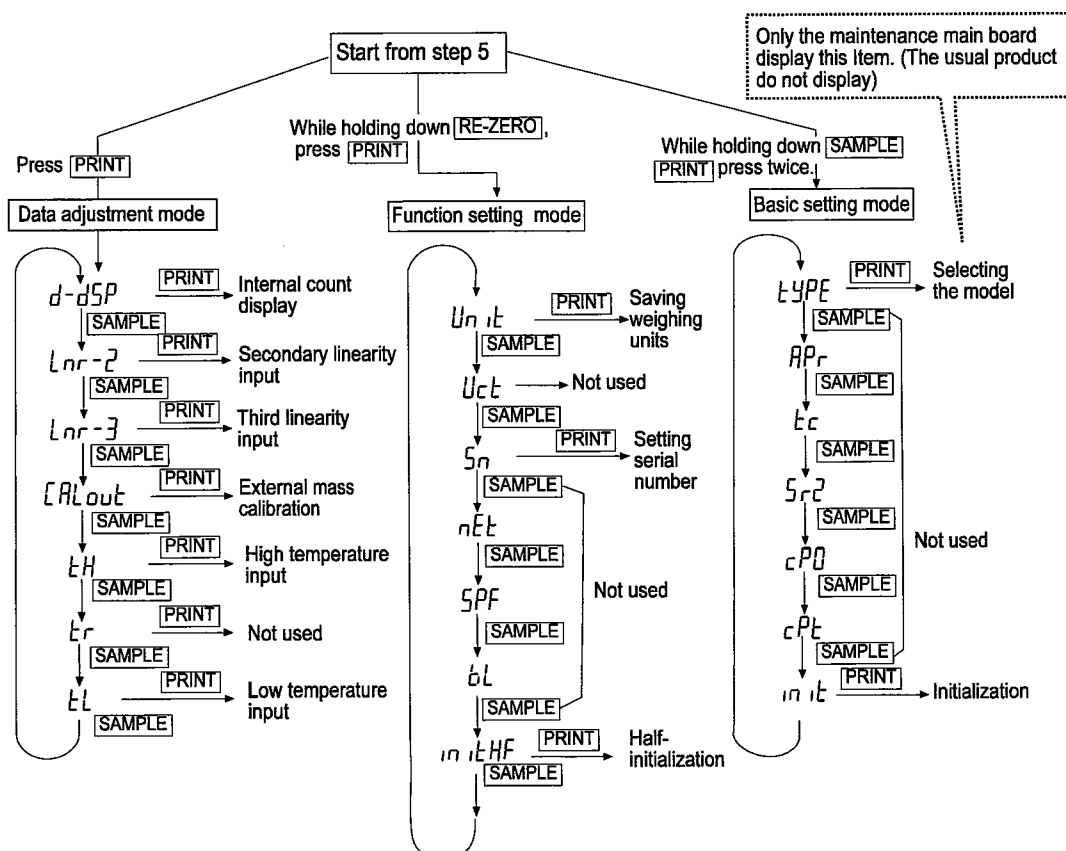 Start from step 5
Only the maintenance main board
display this Item. (The usual product
do not display)
Press PRINT
While holding down RE-ZERO,
press PRINT
While holding down SAMPLE
PRINT press twice.
Data adjustment mode
d-dSP
PRINT
Internal count
display
SAMPLE
Lnr-2
PRINT
Secondary linearity
input
SAMPLE
Lnr-3
PRINT
Third linearity
input
SAMPLE
CALout
PRINT
External mass
calibration
SAMPLE
tH
PRINT
High temperature
input
SAMPLE
tr
PRINT
Not used
SAMPLE
tL
PRINT
Low temperature
input
SAMPLE
Function setting mode
Unit
PRINT
Saving
weighing
units
SAMPLE
Uct
Not used
SAMPLE
Sn
PRINT
Setting
serial
number
SAMPLE
nEt
SAMPLE
SPF
Not used
SAMPLE
bL
SAMPLE
initHF
PRINT
Half-
initialization
SAMPLE
Basic setting mode
tYPE
PRINT
Selecting
the model
SAMPLE
APr
SAMPLE
tc
SAMPLE
Sr2
SAMPLE
Not used
cP0
SAMPLE
cPt
SAMPLE
init
PRINT
Initialization